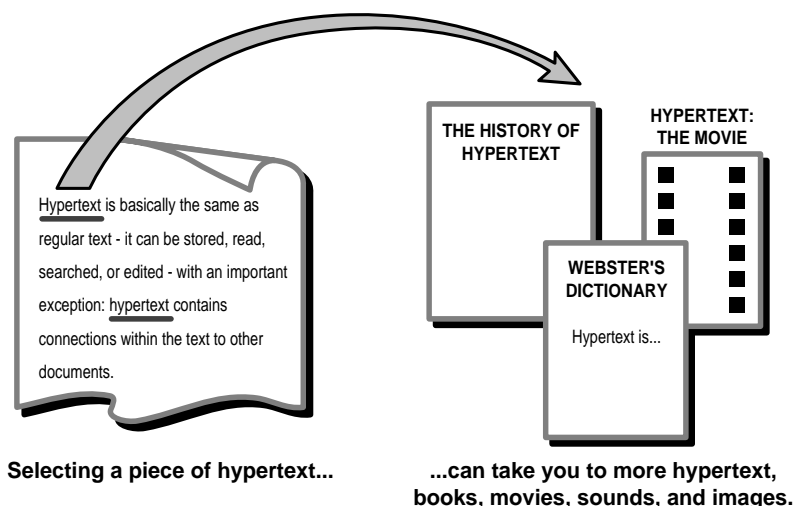 Hypertext is basically the same as
regular text - it can be stored, read,
searched, or edited - with an important
exception: hypertext contains
connections within the text to other
documents.
Selecting a piece of hypertext...
THE HISTORY OF
HYPERTEXT
HYPERTEXT:
THE MOVIE
WEBSTER'S
DICTIONARY
Hypertext is...
...can take you to more hypertext,
books, movies, sounds, and images.